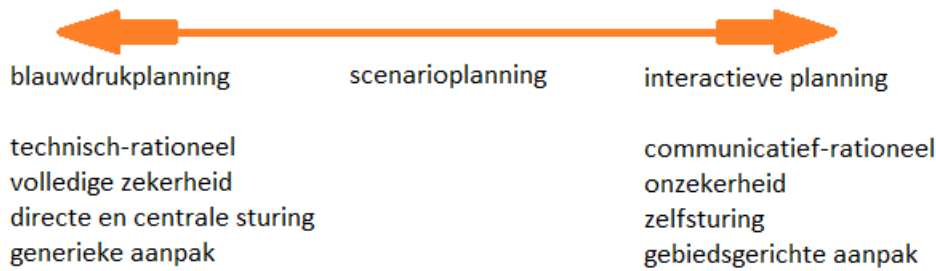 blauwdrukplanning
scenarioplanning
interactieve planning
technisch-rationeel
volledige zekerheid
directe en centrale sturing
generieke aanpak
communicatief-rationeel
onzekerheid
zelfsturing
gebiedsgerichte aanpak